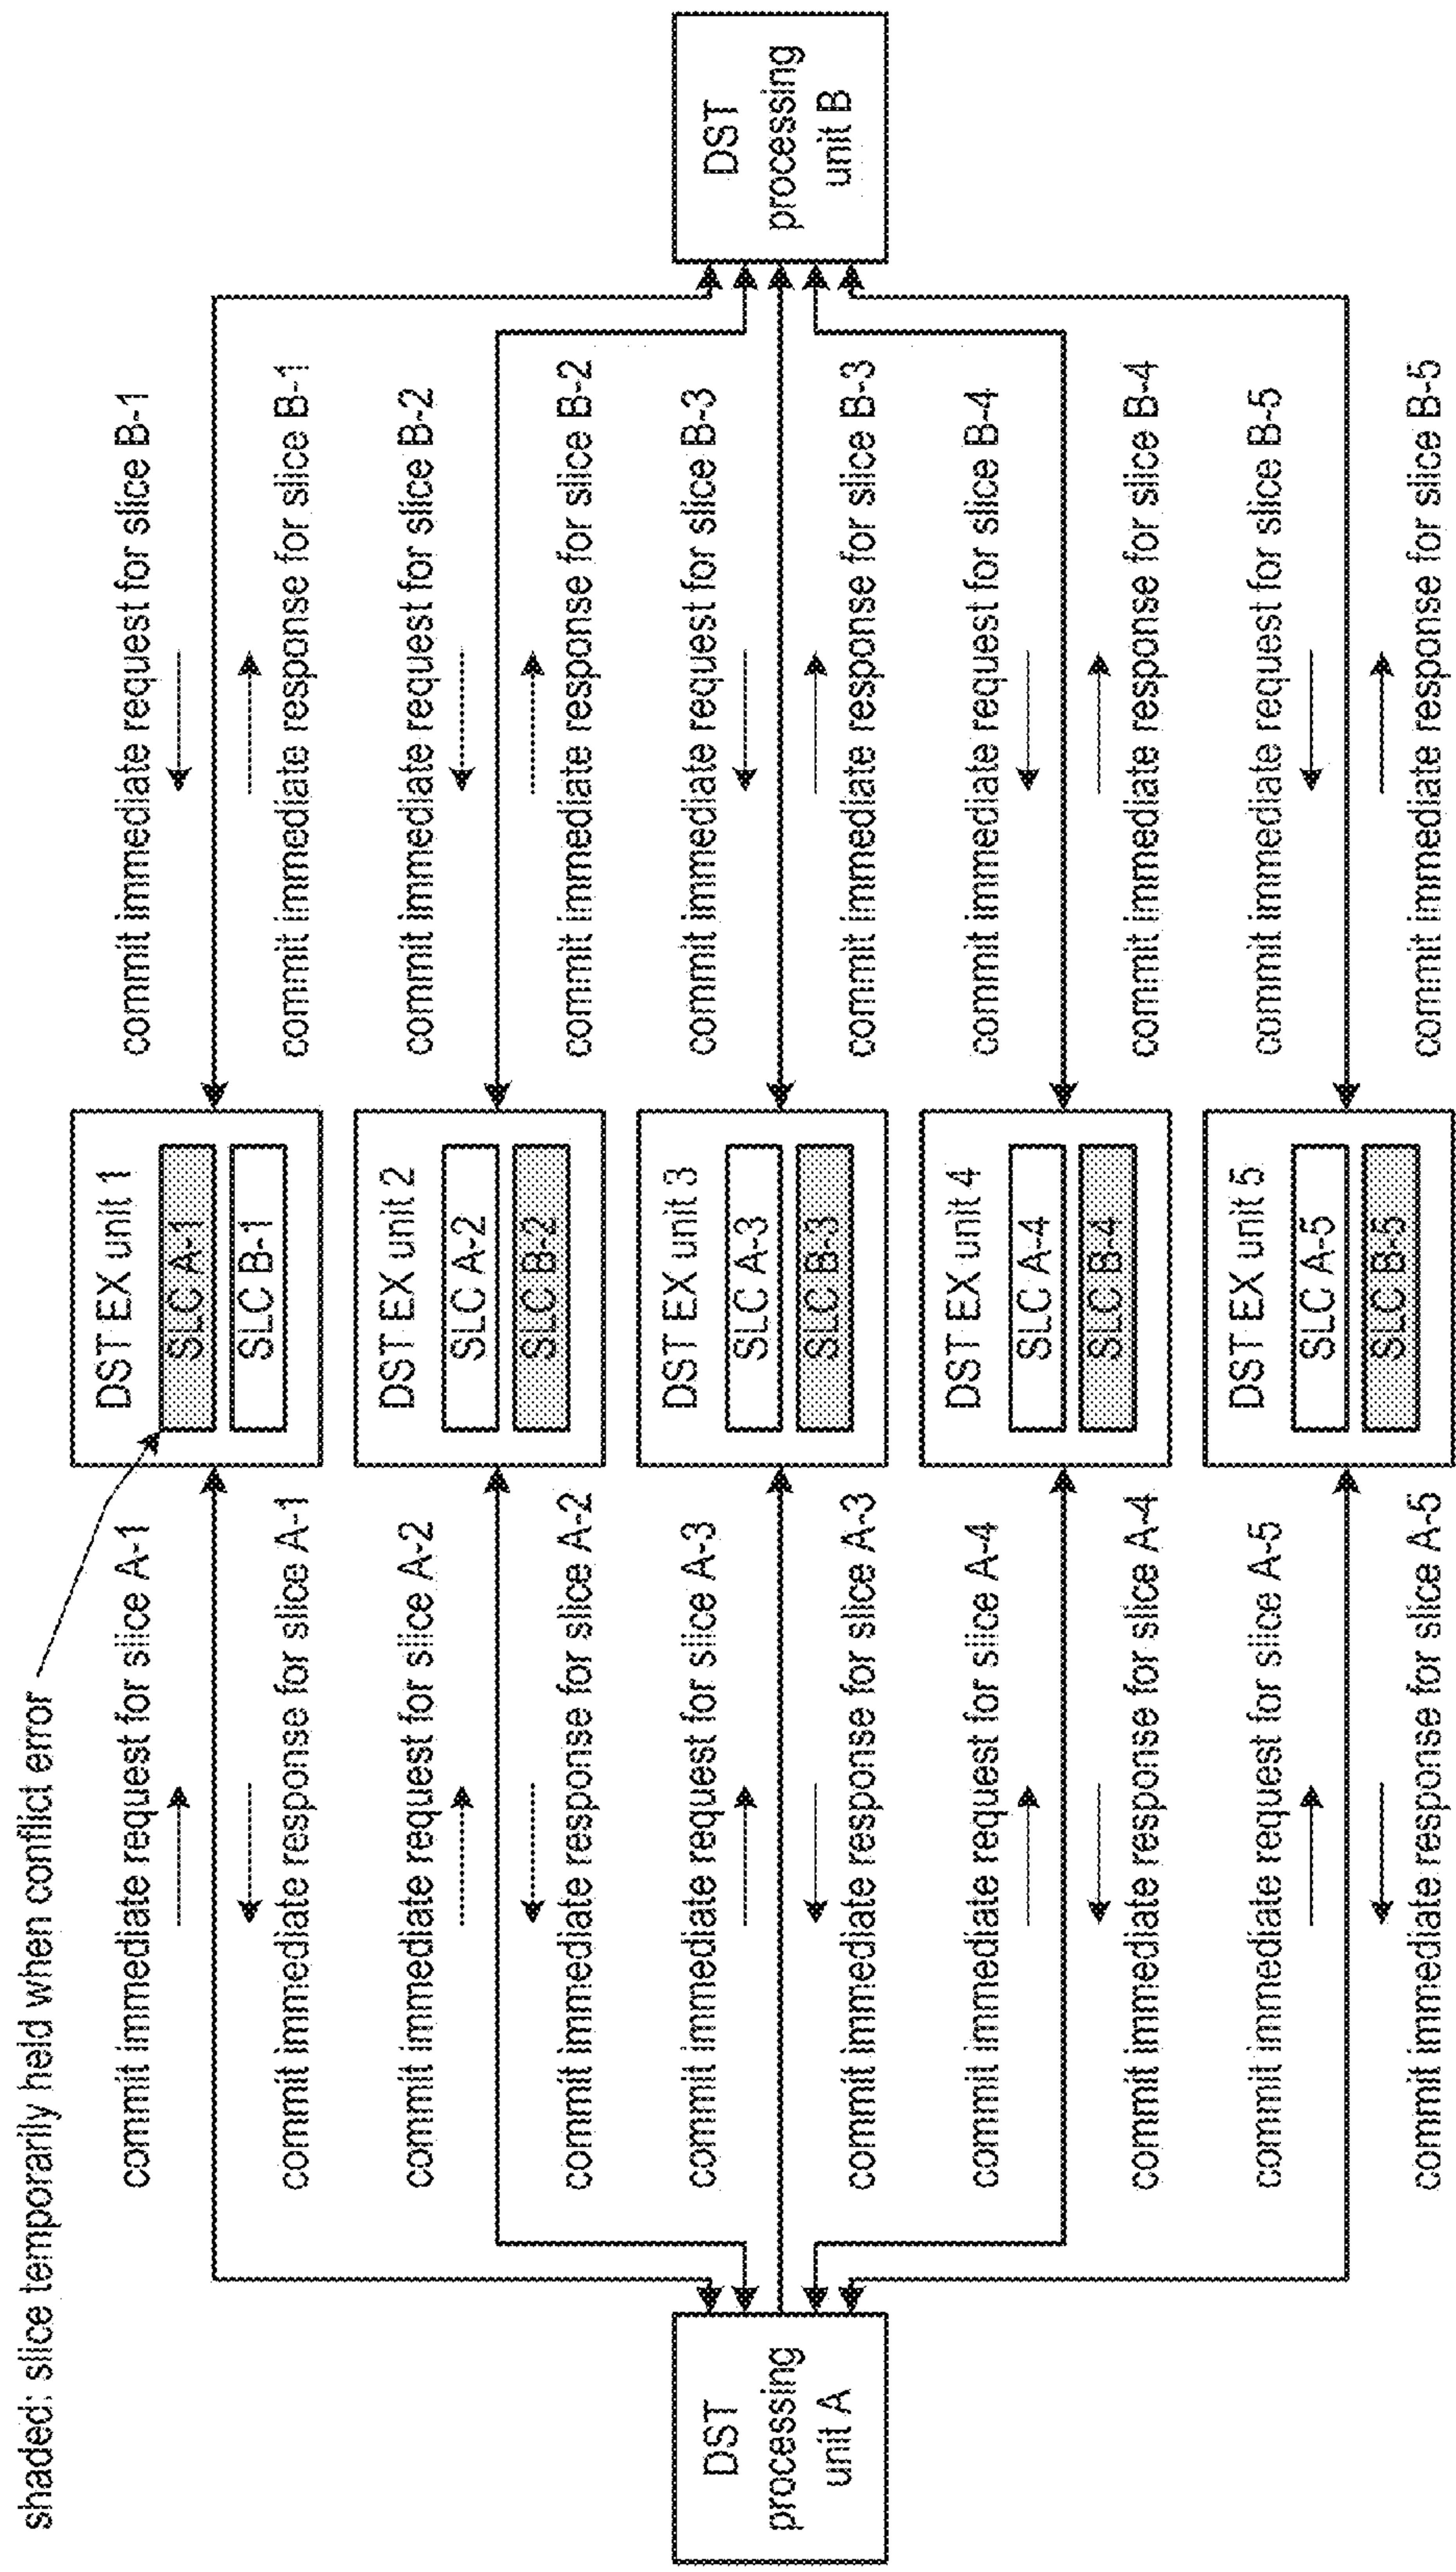 shaded: slice temporarily held when conflict error
DST
processing
unit A
commit immediate request for slice A-1
commit immediate response for slice A-1
commit immediate request for slice A-2
commit immediate response for slice A-2
commit immediate request for slice A-3
commit immediate response for slice A-3
commit immediate request for slice A-4
commit immediate response for slice A-4
commit immediate request for slice A-5
commit immediate response for slice A-5
DST EX unit 1
SLC A-1
SLC B-1
DST EX unit 2
SLC A-2
SLC B-2
DST EX unit 3
SLC A-3
SLC B-3
DST EX unit 4
SLC A-4
SLC B-4
DST EX unit 5
SLC A-5
SLC B-5
commit immediate request for slice B-1
commit immediate response for slice B-1
commit immediate request for slice B-2
commit immediate response for slice B-2
commit immediate request for slice B-3
commit immediate response for slice B-3
commit immediate request for slice B-4
commit immediate response for slice B-4
commit immediate request for slice B-5
commit immediate response for slice B-5
DST
processing
unit B